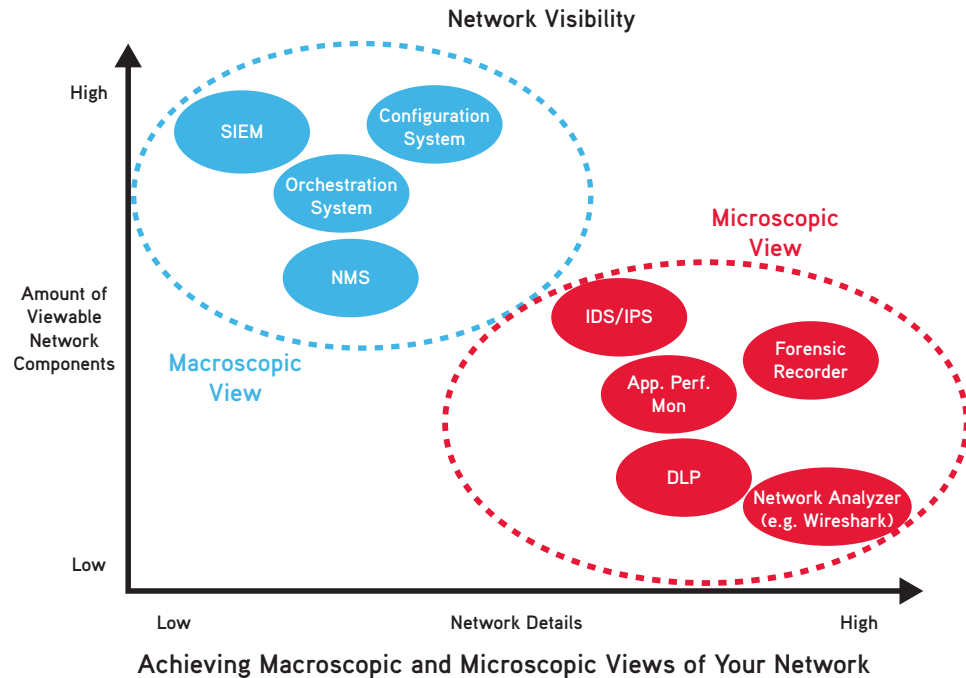 Network Visibility
High
SIEM
Configuration
System
Orchestration
System
NMS
Microscopic
View
Amount of
Viewable
Network
Components
IDS/IPS
Macroscopic
View
Forensic
Recorder
App. Perf.
Mon
DLP
Network Analyzer
(e.g. Wireshark)
Low
Low
Network Details
High
Achieving Macroscopic and Microscopic Views of Your Network